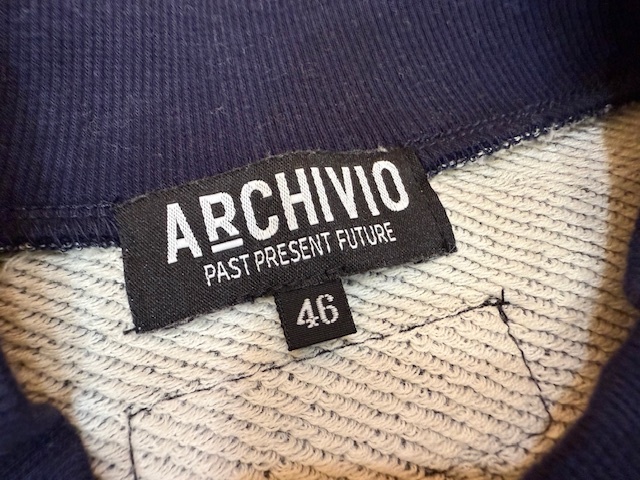 ARCHIVIO
PAST PRESENT FUTURE
46